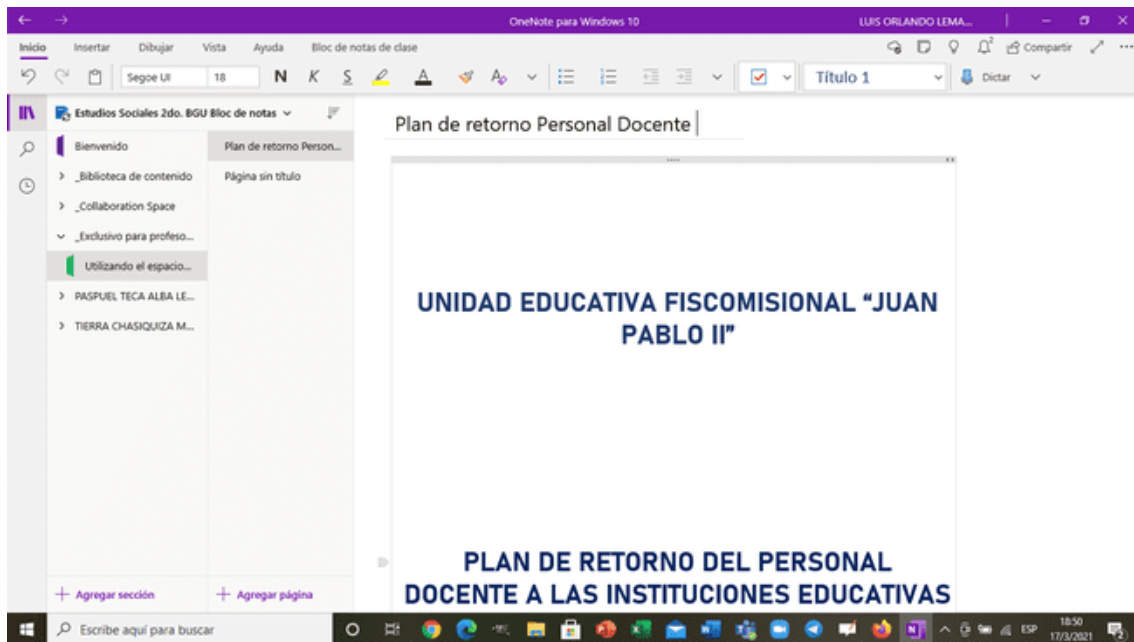 OneNote para Windows 10
LUIS ORLANDO LEMA...
Inicio Insertar Dibujar Vista Ayuda Bloc de notas de clase
2 Compartir
Segoe UI 18 N K S A Título 1 Dictar
Estudios Sociales 2do. BGU Bloc de notas
Plan de retorno Personal Docente
Bienvenido
_Biblioteca de contenido
_Collaboration Space
_Exclusivo para profeso...
Utilizando el espacio...
PASPUEL TECA ALBA LE...
TIERRA CHASIQUIZA M...
Plan de retorno Person...
Página sin título
UNIDAD EDUCATIVA FISCOMISIONAL “JUAN
PABLO II”
PLAN DE RETORNO DEL PERSONAL
DOCENTE A LAS INSTITUCIONES EDUCATIVAS
Agregar sección
Agregar página
Escribe aquí para buscar
ESP
18:50
17/3/2021